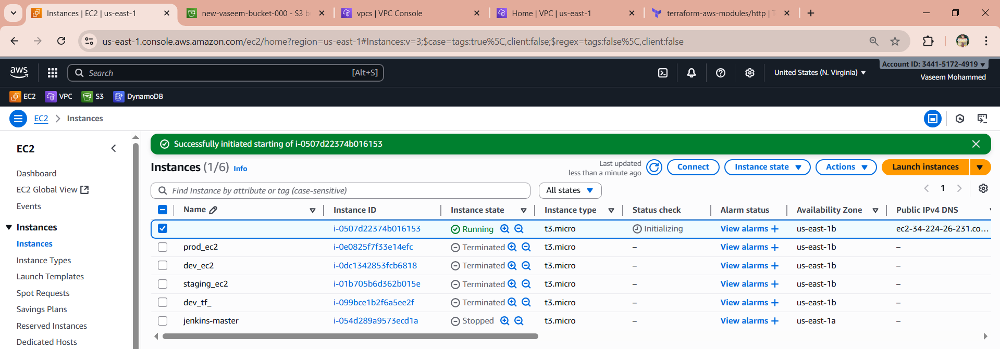 Instances | EC2 | us-east-1
new-vaseem-bucket-000 - S3 b
vpcs | VPC Console
Home | VPC | us-east-1
terraform-aws-modules/http | T
us-east-1.console.aws.amazon.com/ec2/home?region=us-east-1#Instances:v=3;$case=tags:true%5C,client:false;$regex=tags:false%5C,client:false
aws
Search
[Alt+S]
United States (N. Virginia)
Account ID: 3441-5172-4919
Vaseem Mohammed
EC2
VPC
S3
DynamoDB
EC2
Instances
EC2
Dashboard
EC2 Global View
Events
Instances
Instances
Instance Types
Launch Templates
Spot Requests
Savings Plans
Reserved Instances
Dedicated Hosts
Successfully initiated starting of i-0507d22374b016153
Instances (1/6) Info
Last updated
less than a minute ago
Connect
Instance state
Actions
Launch instances
Find Instance by attribute or tag (case-sensitive)
All states
1
Name Instance ID Instance state Instance type Status check Alarm status Availability Zone Public IPv4 DNS
i-0507d22374b016153 Running t3.micro Initializing View alarms + us-east-1b ec2-34-224-26-231.co...
prod_ec2 i-0e0825f7f33e14efc Terminated t3.micro – View alarms + us-east-1b –
dev_ec2 i-0dc1342853fcb6818 Terminated t3.micro – View alarms + us-east-1b –
staging_ec2 i-01b705b6d362b015e Terminated t3.micro – View alarms + us-east-1b –
dev_tf_ i-099bce1b2f6a5ee2f Terminated t3.micro – View alarms + us-east-1b –
jenkins-master i-054d289a9573ecd1a Stopped t3.micro – View alarms + us-east-1a –